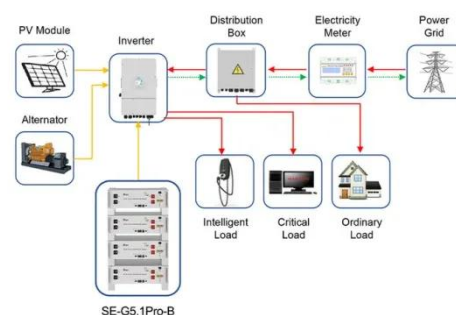 PV Module
Inverter
Distribution
Box
Electricity
Meter
Power
Grid
Alternator
Intelligent
Load
Critical
Load
Ordinary
Load
SE-G5.1Pro-B